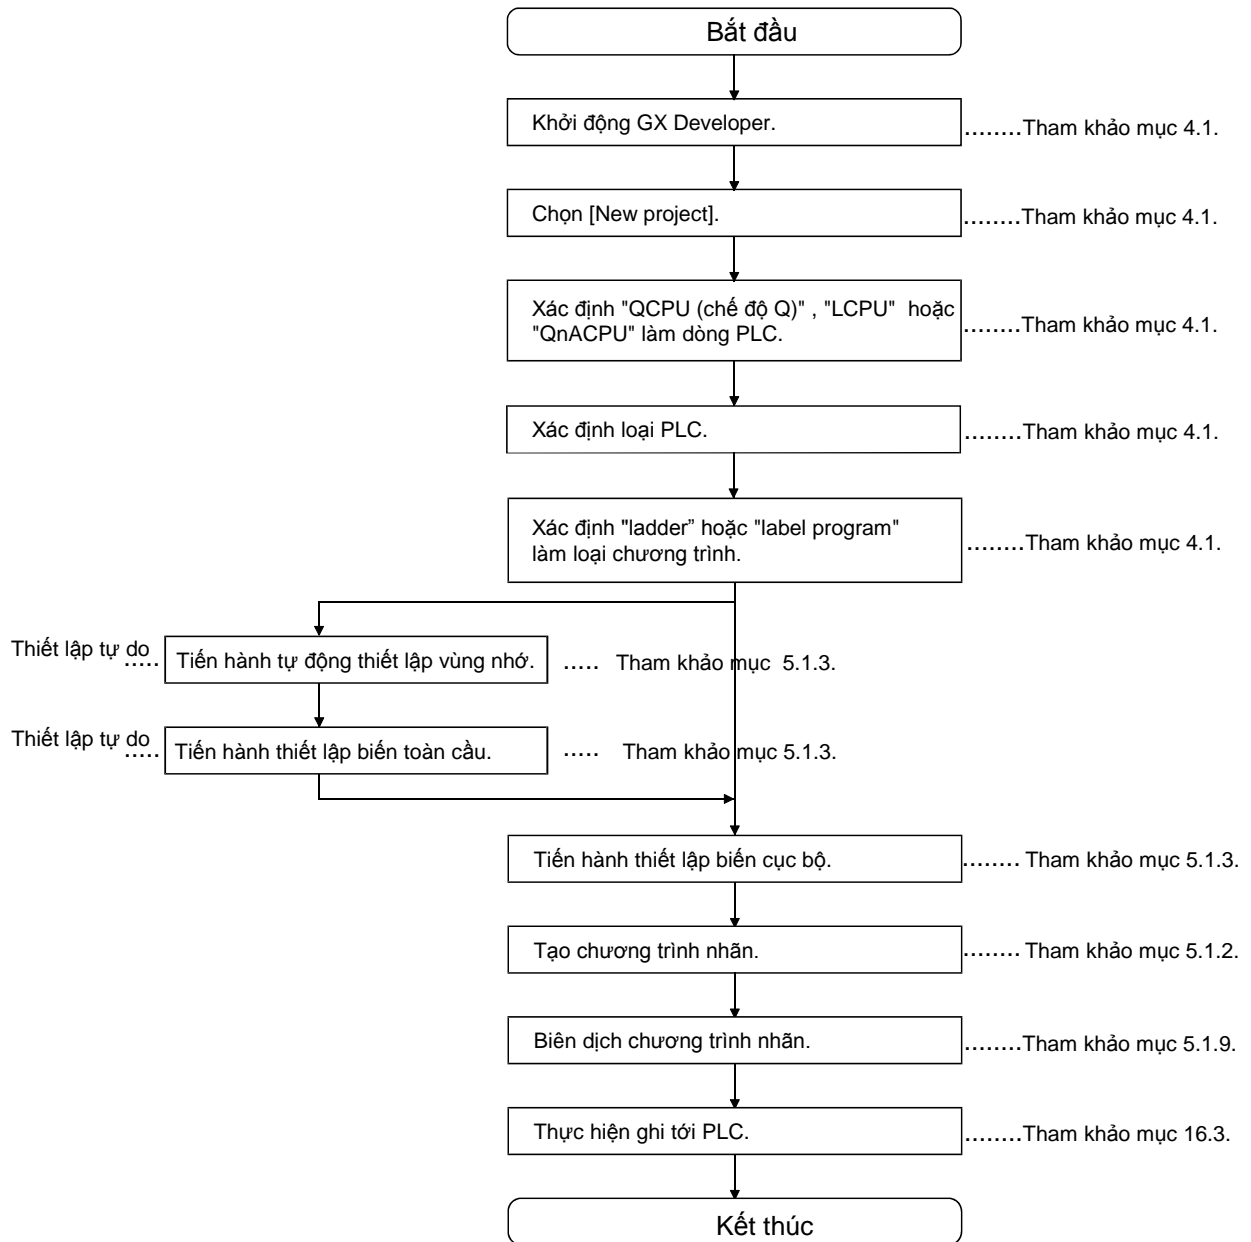 Bắt đầu
Khởi động GX Developer.
........Tham khảo mục 4.1.
Chọn [New project].
........Tham khảo mục 4.1.
Xác định "QCPU (chế độ Q)" , "LCPU" hoặc
"QnACPU" làm dòng PLC.
........Tham khảo mục 4.1.
Xác định loại PLC.
........Tham khảo mục 4.1.
Xác định "ladder” hoặc "label program"
làm loại chương trình.
........Tham khảo mục 4.1.
Thiết lập tự do
.....
Tiến hành tự động thiết lập vùng nhớ.
..... Tham khảo mục 5.1.3.
Thiết lập tự do
.....
Tiến hành thiết lập biến toàn cầu.
..... Tham khảo mục 5.1.3.
Tiến hành thiết lập biến cục bộ.
........ Tham khảo mục 5.1.3.
Tạo chương trình nhãn.
........ Tham khảo mục 5.1.2.
Biên dịch chương trình nhãn.
........Tham khảo mục 5.1.9.
Thực hiện ghi tới PLC.
........Tham khảo mục 16.3.
Kết thúc